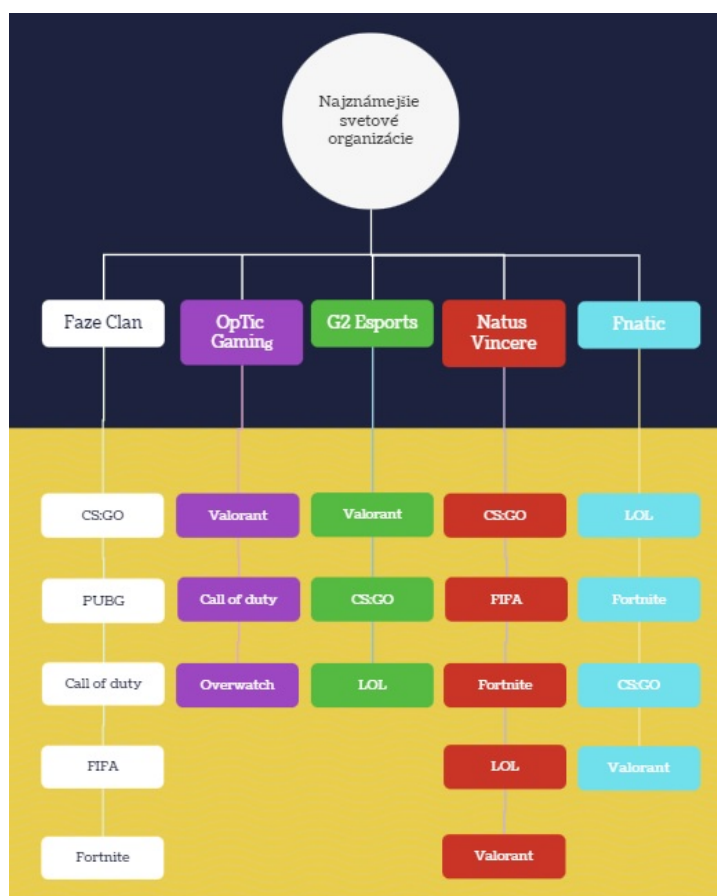 Najznámejšie
svetové
organizácie
Faze Clan
OpTic
Gaming
G2 Esports
Natus
Vincere
Fnatic
CS:GO
Valorant
Valorant
CS:GO
LOL
PUBG
Call of duty
CS:GO
FIFA
Fortnite
Call of duty
Overwatch
LOL
Fortnite
CS:GO
FIFA
LOL
Valorant
Fortnite
Valorant